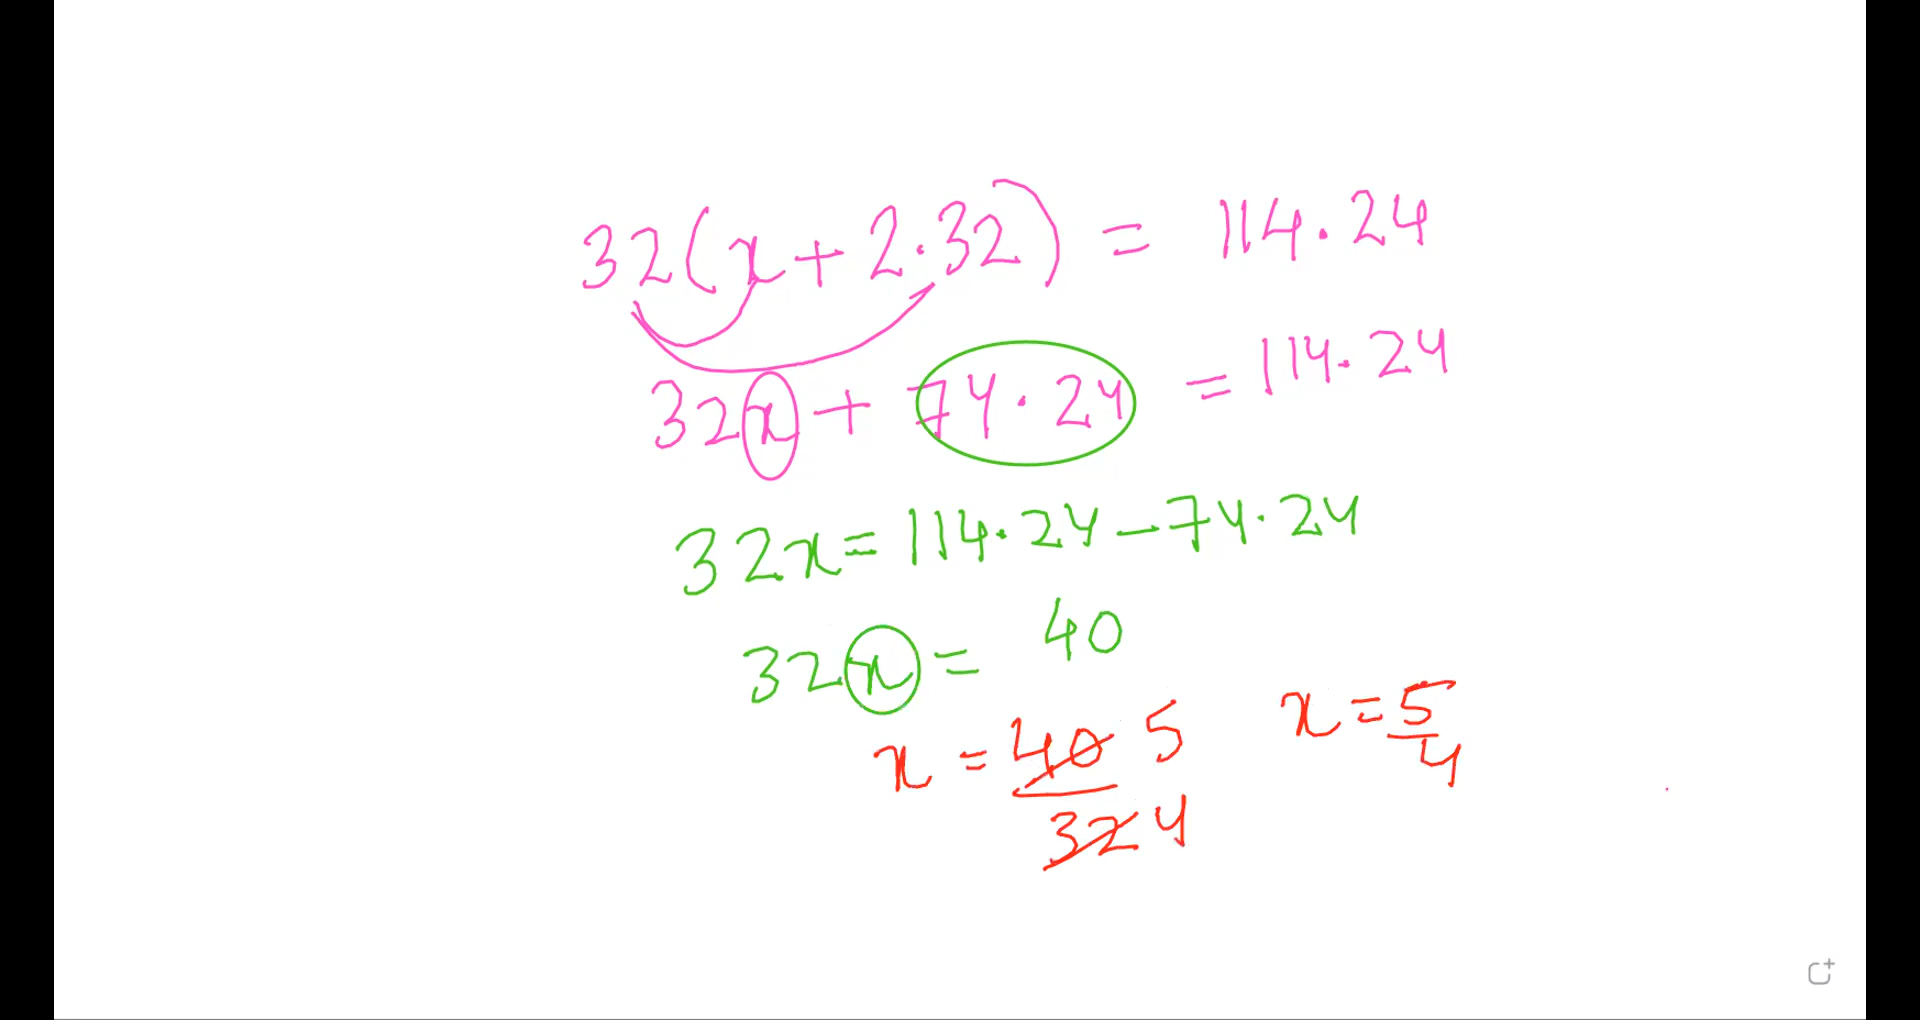 32(x+2.32) = 114.24
32x + 74.24 = 114.24
32x = 114.24 - 74.24
32x = 40
x = 40/32 5/4
x = 5/4